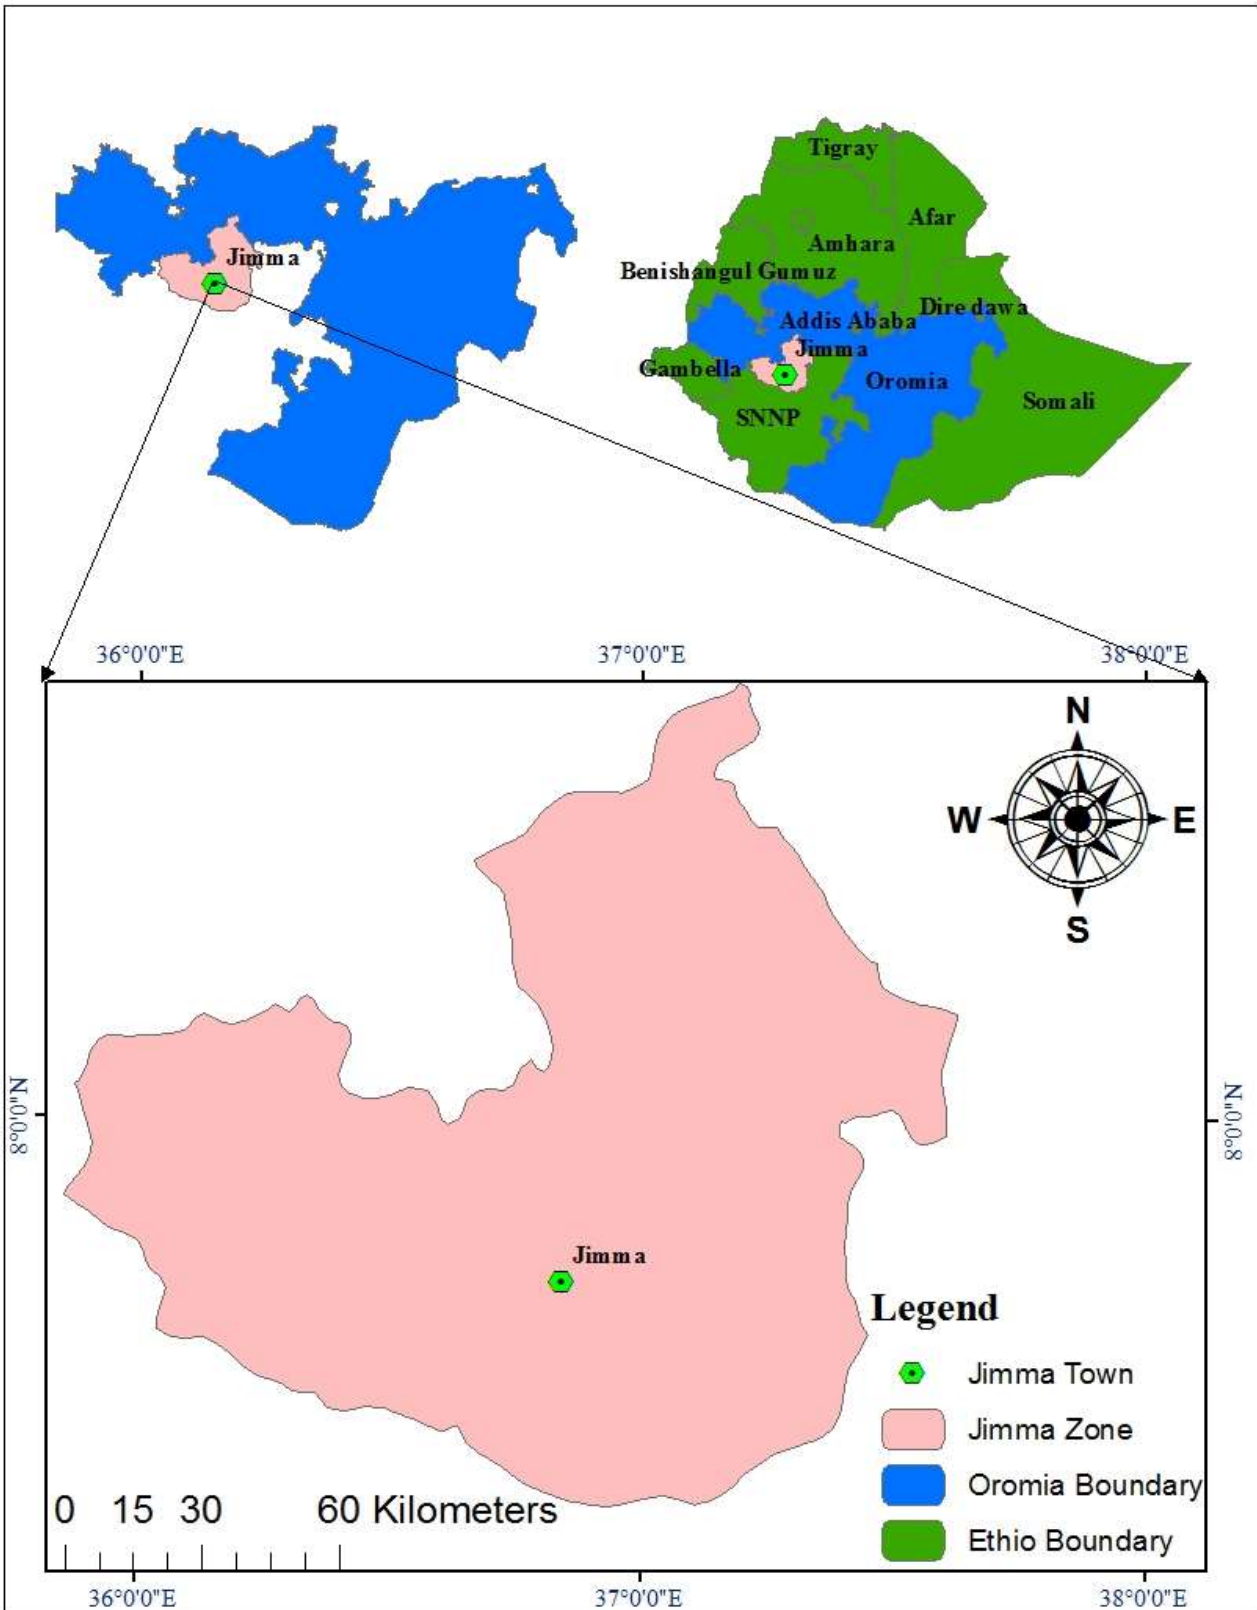 Tigray
Afar
Amhara
Jimma
Benishangul Gumuz
Dire dawa
Addis Ababa
Jimma
Gambella
Oromia
Somali
SNNP
36°0'0"E
37°0'0"E
38°0'0"E
N
W
E
S
8°0'0"N
8°0'0"N
Jimma
Legend
Jimma Town
Jimma Zone
Oromia Boundary
Ethio Boundary
0 15 30 60 Kilometers
36°0'0"E
37°0'0"E
38°0'0"E